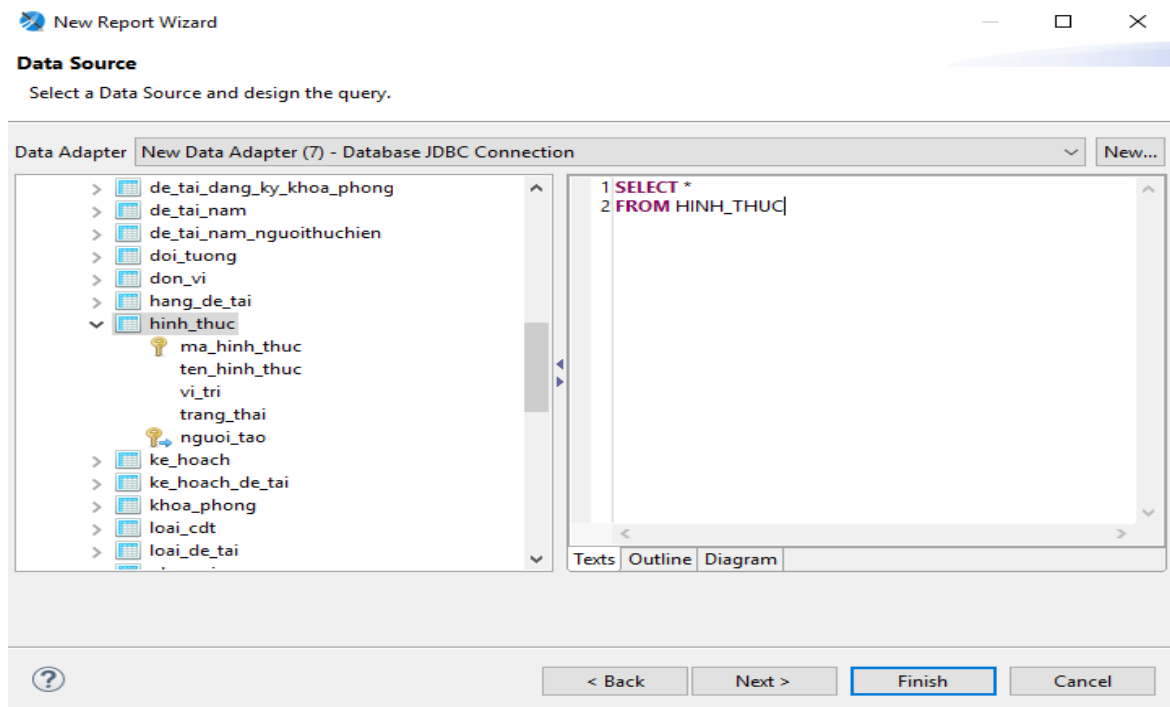 New Report Wizard
Data Source
Select a Data Source and design the query.
Data Adapter New Data Adapter (7) - Database JDBC Connection New...
de_tai_dang_ky_khoa_phong
de_tai_nam
de_tai_nam_nguoithuchien
doi_tuong
don_vi
hang_de_tai
hinh_thuc
ma_hinh_thuc
ten_hinh_thuc
vi_tri
trang_thai
nguoi_tao
ke_hoach
ke_hoach_de_tai
khoa_phong
loai_cdt
loai_de_tai
1 SELECT *
2 FROM HINH_THUC
Texts Outline Diagram
? < Back Next > Finish Cancel